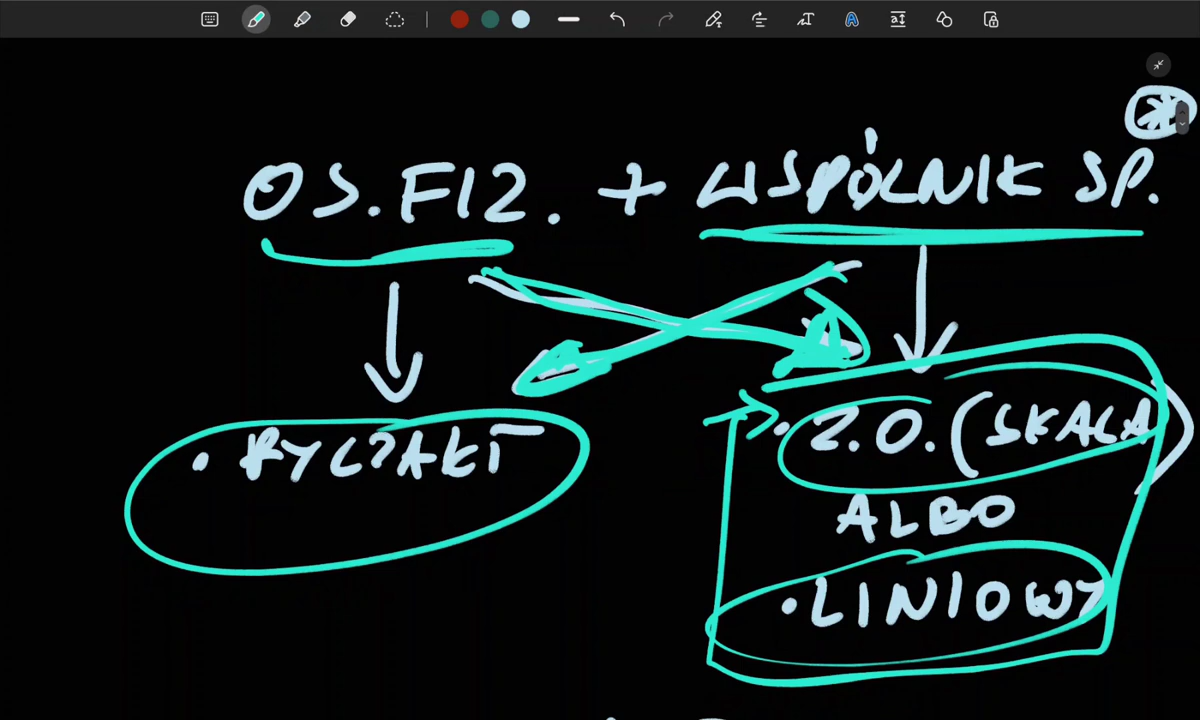 OS. FIZ. + WSPÓLNIK SP.
• RYCZAŁT
• Z.O. (SKALA)
ALBO
• LINIOWY